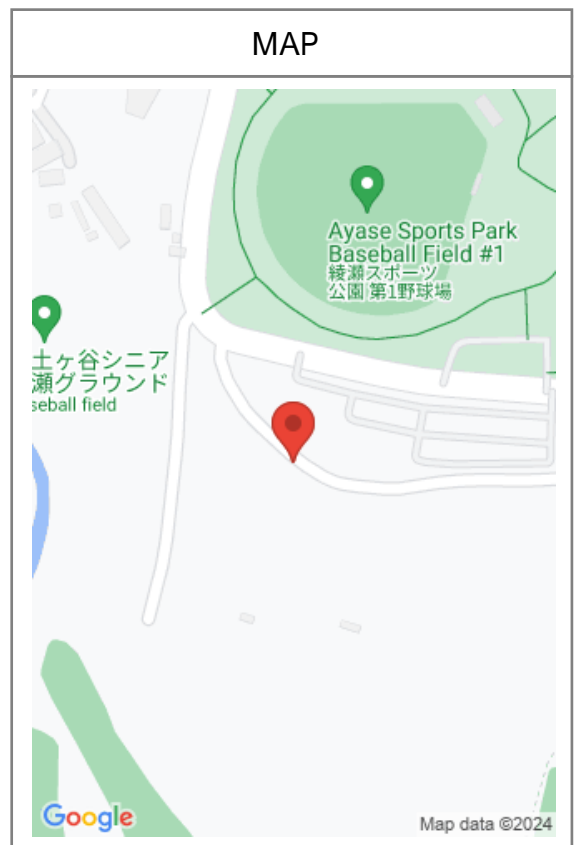 MAP
Ayase Sports Park
Baseball Field #1
綾瀬スポーツ
公園 第1野球場
土ヶ谷シニア
瀬グラウンド
seball field
Google
Map data ©2024